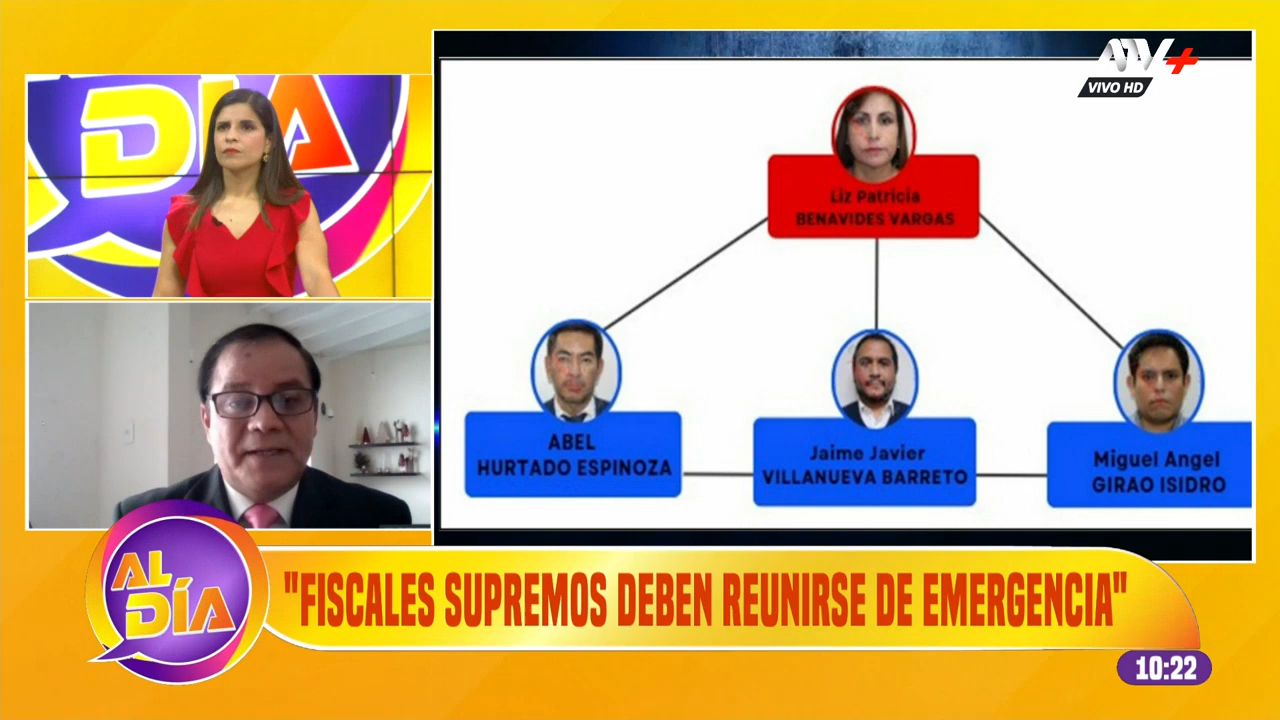 DÍA
ATV+
VIVO HD
Liz Patricia
BENAVIDES VARGAS
ABEL
HURTADO ESPINOZA
Jaime Javier
VILLANUEVA BARRETO
Miguel Angel
GIRAO ISIDRO
AL
DÍA
"FISCALES SUPREMOS DEBEN REUNIRSE DE EMERGENCIA"
10:22